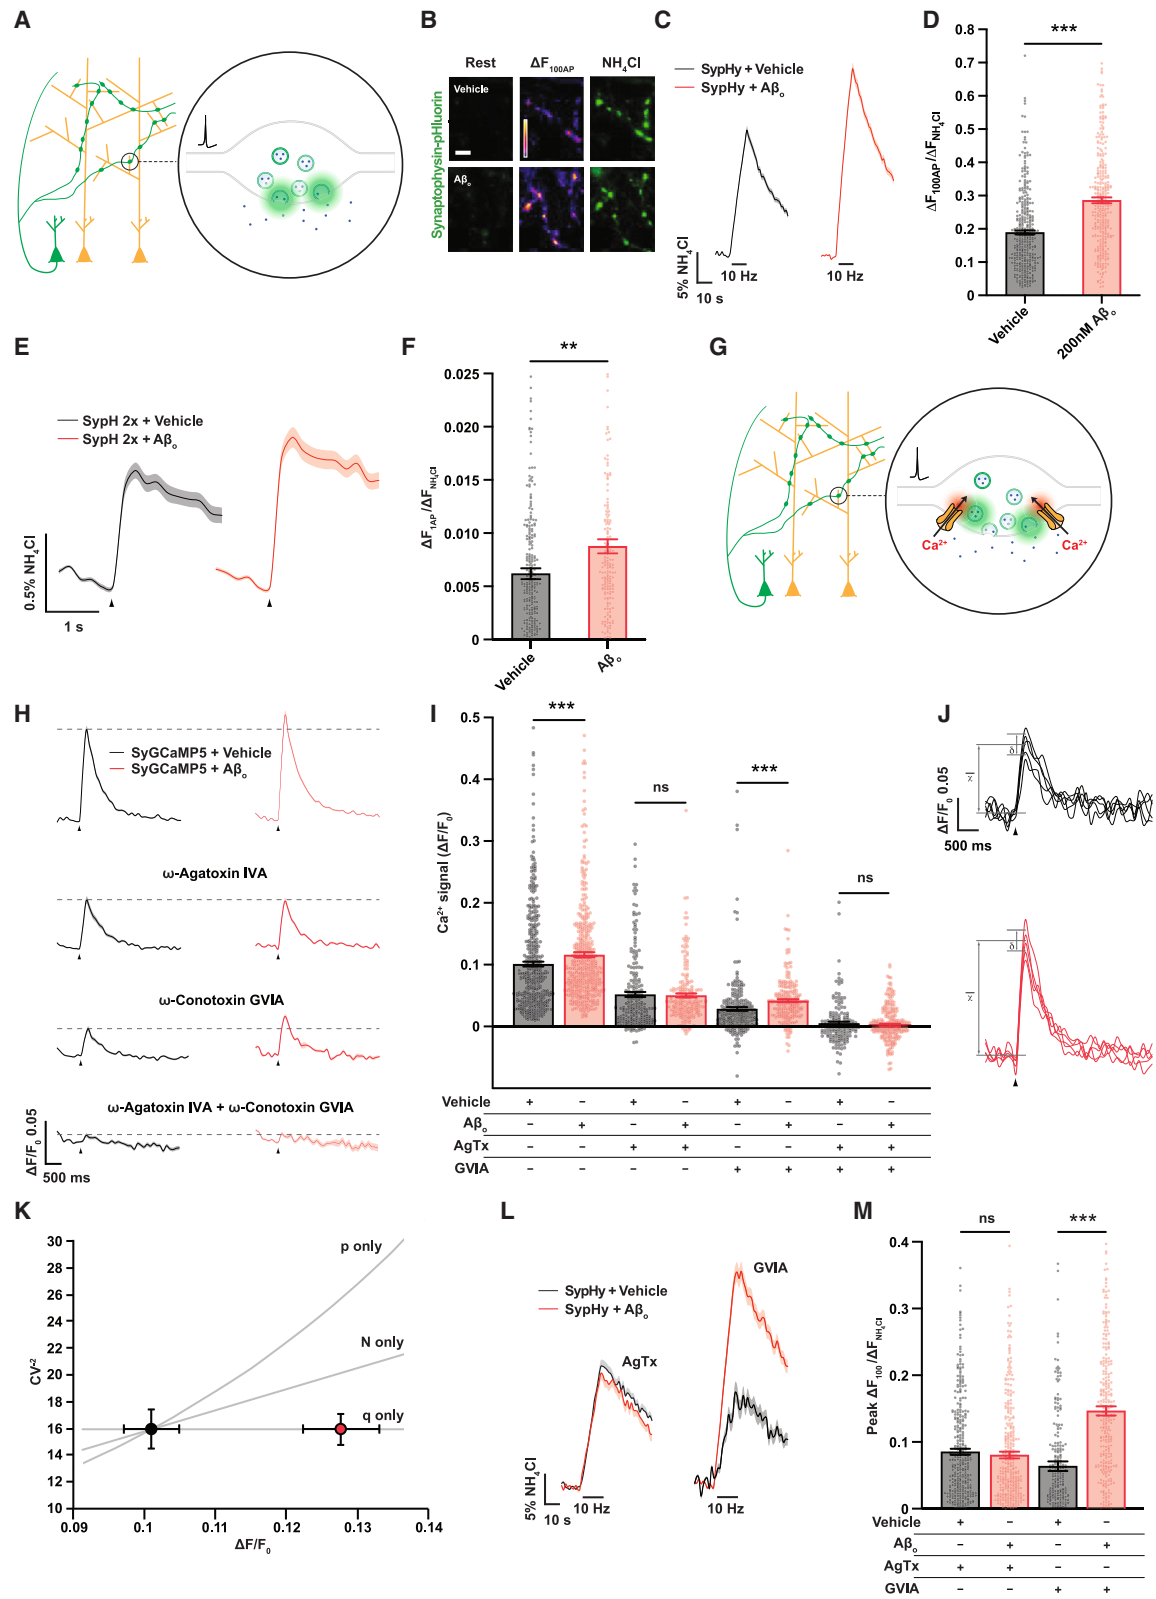 A
B
Rest
ΔF100AP
NH4Cl
Synaptophysin-pHluorin
Vehicle
Aβo
C
SypHy + Vehicle
SypHy + Aβo
5% NH4Cl
10 s
10 Hz
10 Hz
D
***
ΔF100AP/ΔFNH4Cl
0.8
0.7
0.6
0.5
0.4
0.3
0.2
0.1
0
Vehicle
200nM Aβo
E
SypH 2x + Vehicle
SypH 2x + Aβo
0.5% NH4Cl
1 s
F
**
ΔF1AP/ΔFNH4Cl
0.025
0.020
0.015
0.010
0.005
0
Vehicle
Aβo
G
Ca2+
Ca2+
H
SyGCaMP5 + Vehicle
SyGCaMP5 + Aβo
ω-Agatoxin IVA
ω-Conotoxin GVIA
ω-Agatoxin IVA + ω-Conotoxin GVIA
ΔF/F0 0.05
500 ms
I
Ca2+ signal (ΔF/F0)
0.5
0.4
0.3
0.2
0.1
0
***
ns
***
ns
Vehicle + - + - + - + -
Aβo - + - + - + - +
AgTx - - + + - - + +
GVIA - - - - + + + +
J
δ
x̄
ΔF/F0 0.05
500 ms
δ
x̄
K
CV-2
30
28
26
24
22
20
18
16
14
12
10
p only
N only
q only
0.09
0.1
0.11
0.12
0.13
0.14
ΔF/F0
L
SypHy + Vehicle
SypHy + Aβo
AgTx
GVIA
5% NH4Cl
10 s
10 Hz
10 Hz
M
ns
***
Peak ΔF100/ΔFNH4Cl
0.4
0.3
0.2
0.1
0
Vehicle + - + -
Aβo - + - +
AgTx + + - -
GVIA - - + +